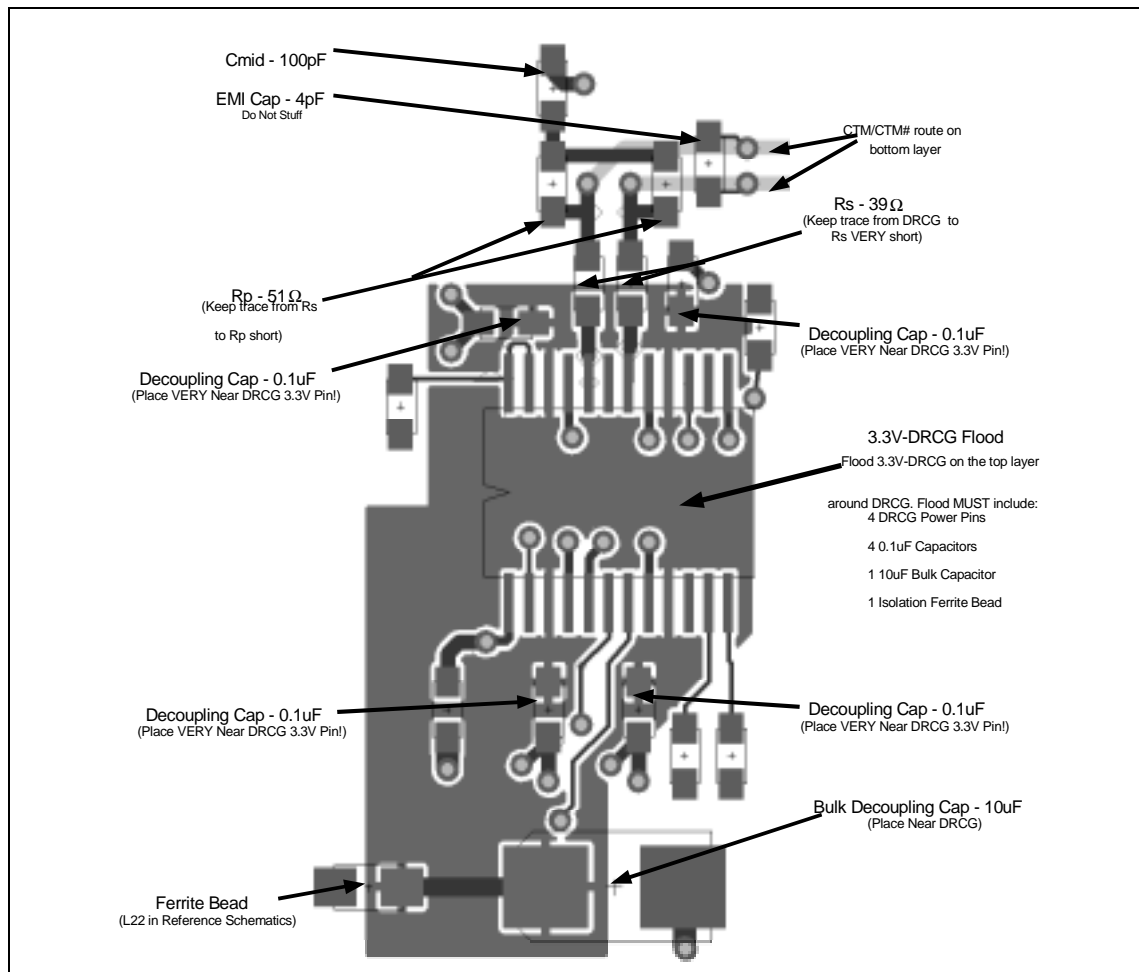 Cmid - 100pF
EMI Cap - 4pF
Do Not Stuff
CTM/CTM# route on
bottom layer
Rs - 39Ω
(Keep trace from DRCG to
Rs VERY short)
Rp - 51Ω
(Keep trace from Rs
to Rp short)
Decoupling Cap - 0.1uF
(Place VERY Near DRCG 3.3V Pin!)
Decoupling Cap - 0.1uF
(Place VERY Near DRCG 3.3V Pin!)
3.3V-DRCG Flood
Flood 3.3V-DRCG on the top layer
around DRCG. Flood MUST include:
4 DRCG Power Pins
4 0.1uF Capacitors
1 10uF Bulk Capacitor
1 Isolation Ferrite Bead
Decoupling Cap - 0.1uF
(Place VERY Near DRCG 3.3V Pin!)
Decoupling Cap - 0.1uF
(Place VERY Near DRCG 3.3V Pin!)
Bulk Decoupling Cap - 10uF
(Place Near DRCG)
Ferrite Bead
(L22 in Reference Schematics)